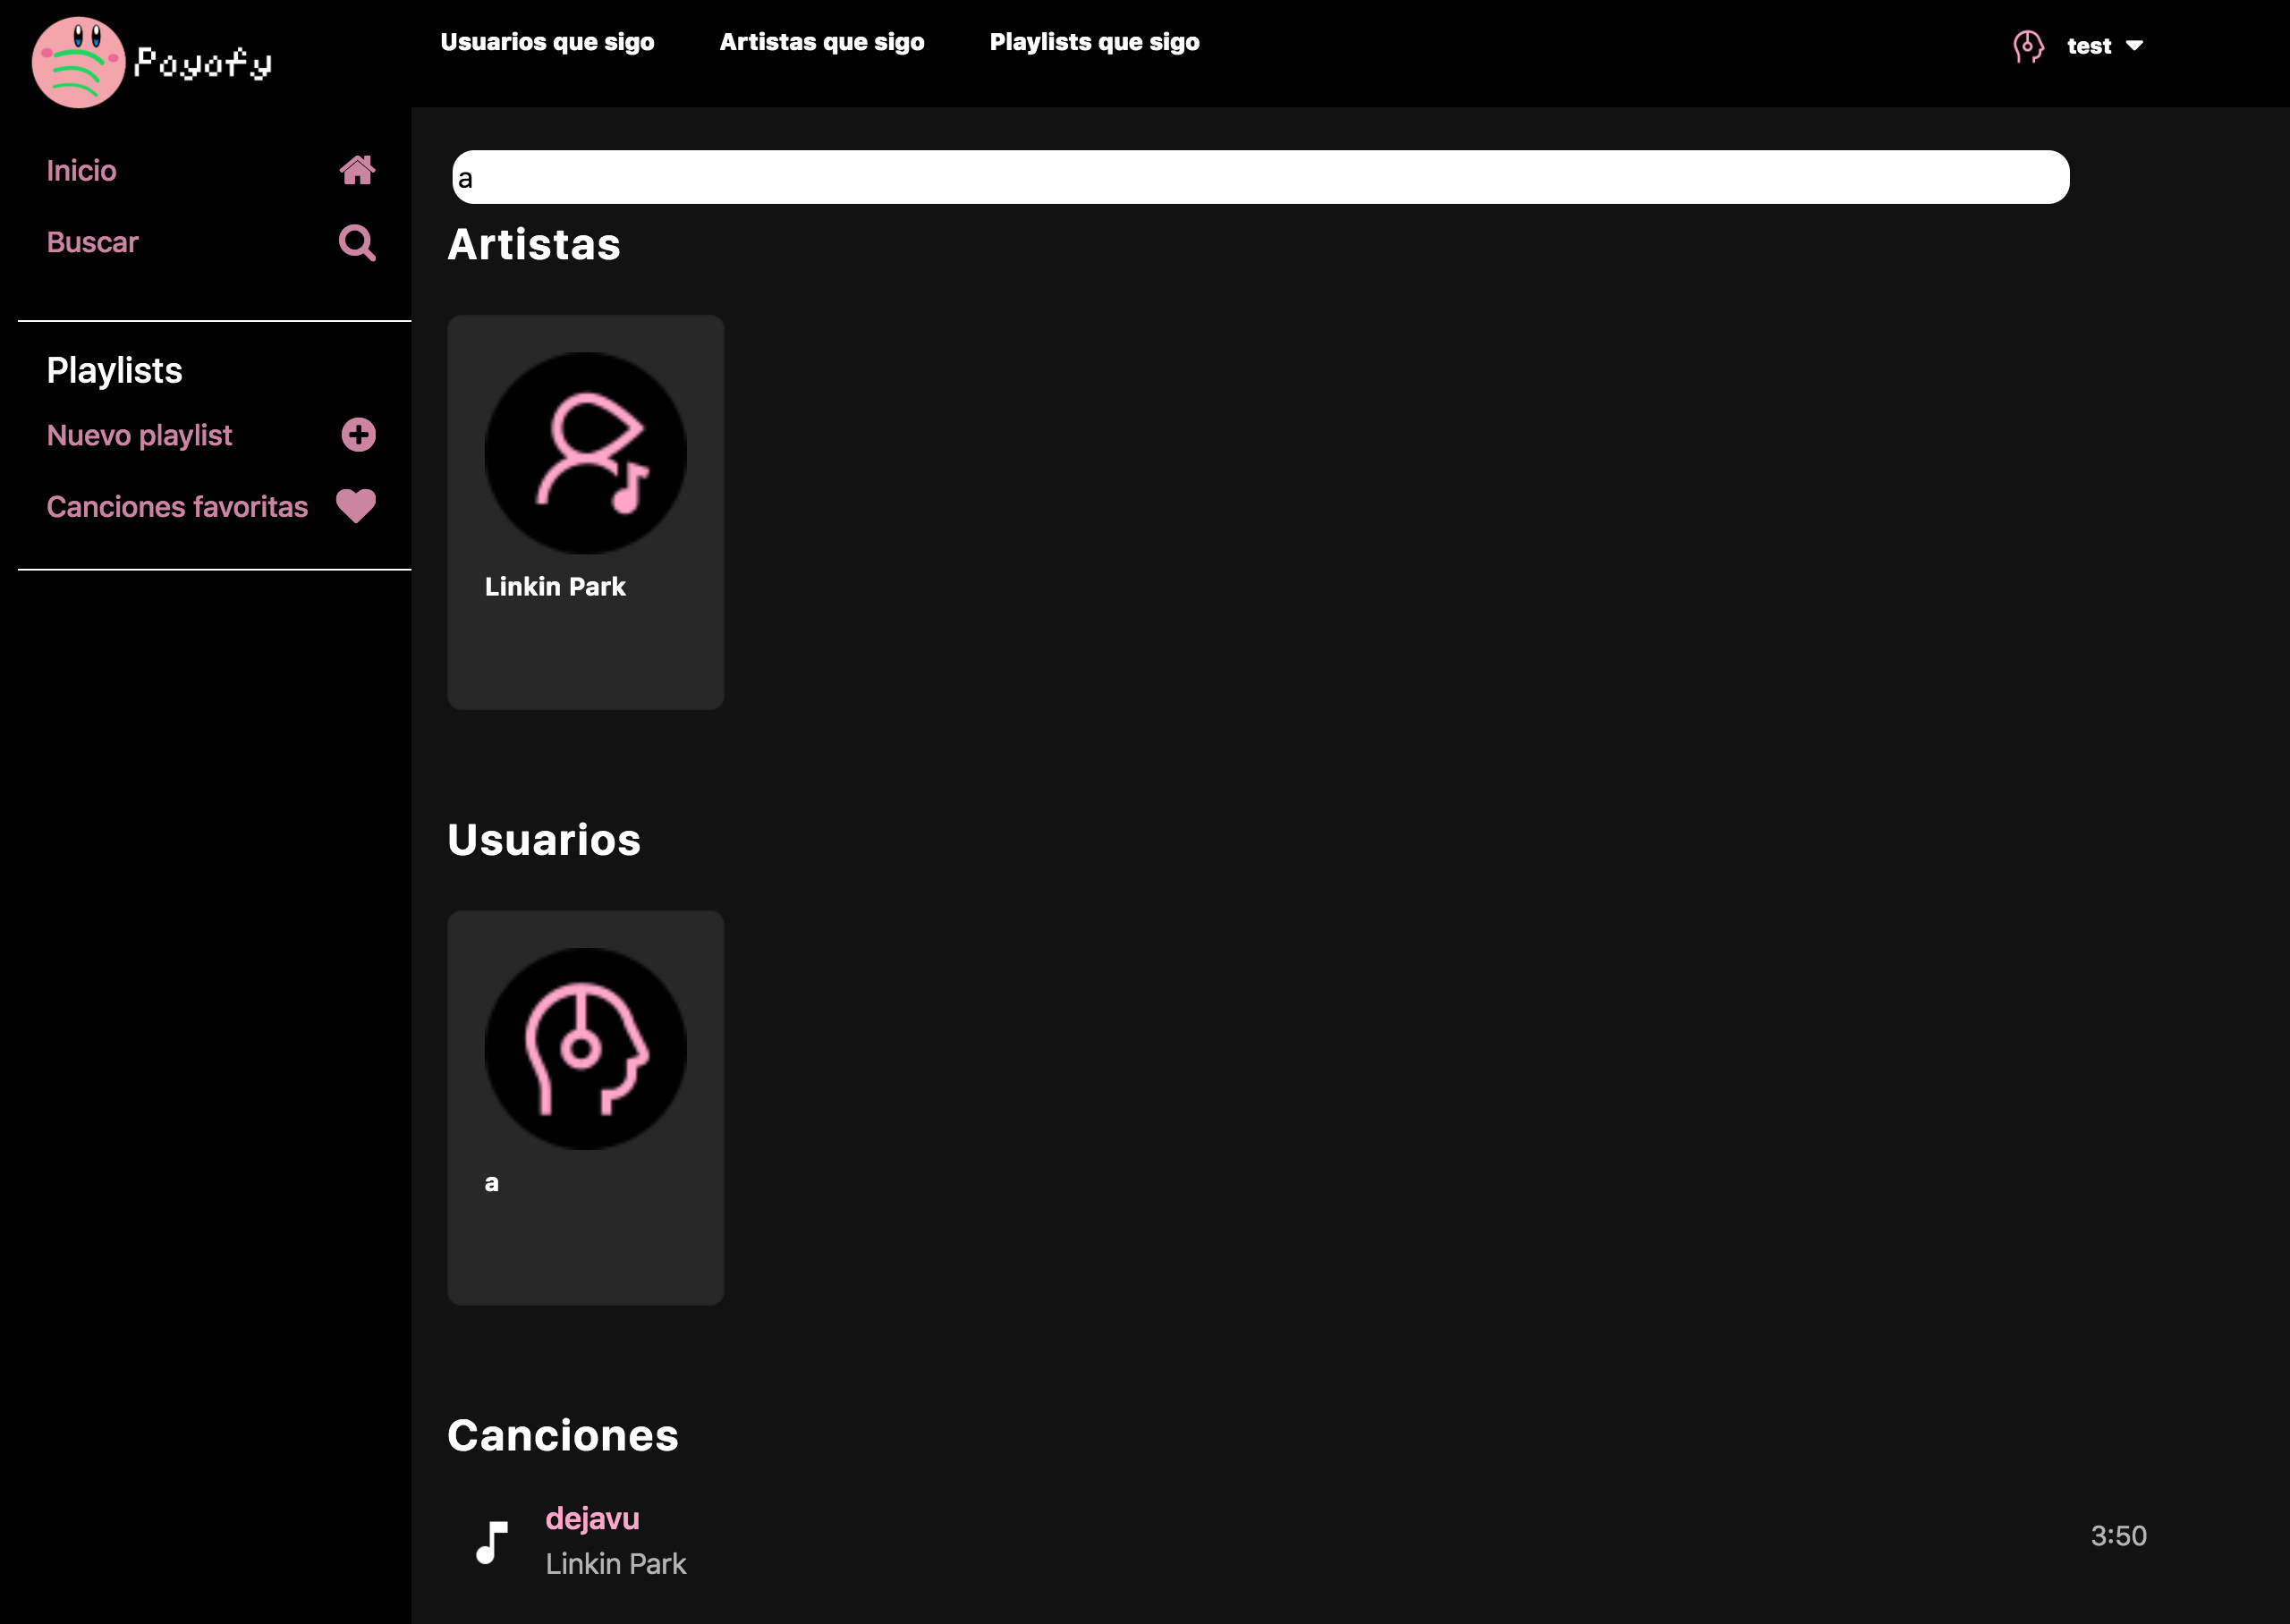 Poyofy
Usuarios que sigo
Artistas que sigo
Playlists que sigo
test
Inicio
Buscar
Playlists
Nuevo playlist
Canciones favoritas
a
Artistas
Linkin Park
Usuarios
a
Canciones
dejavu
Linkin Park
3:50